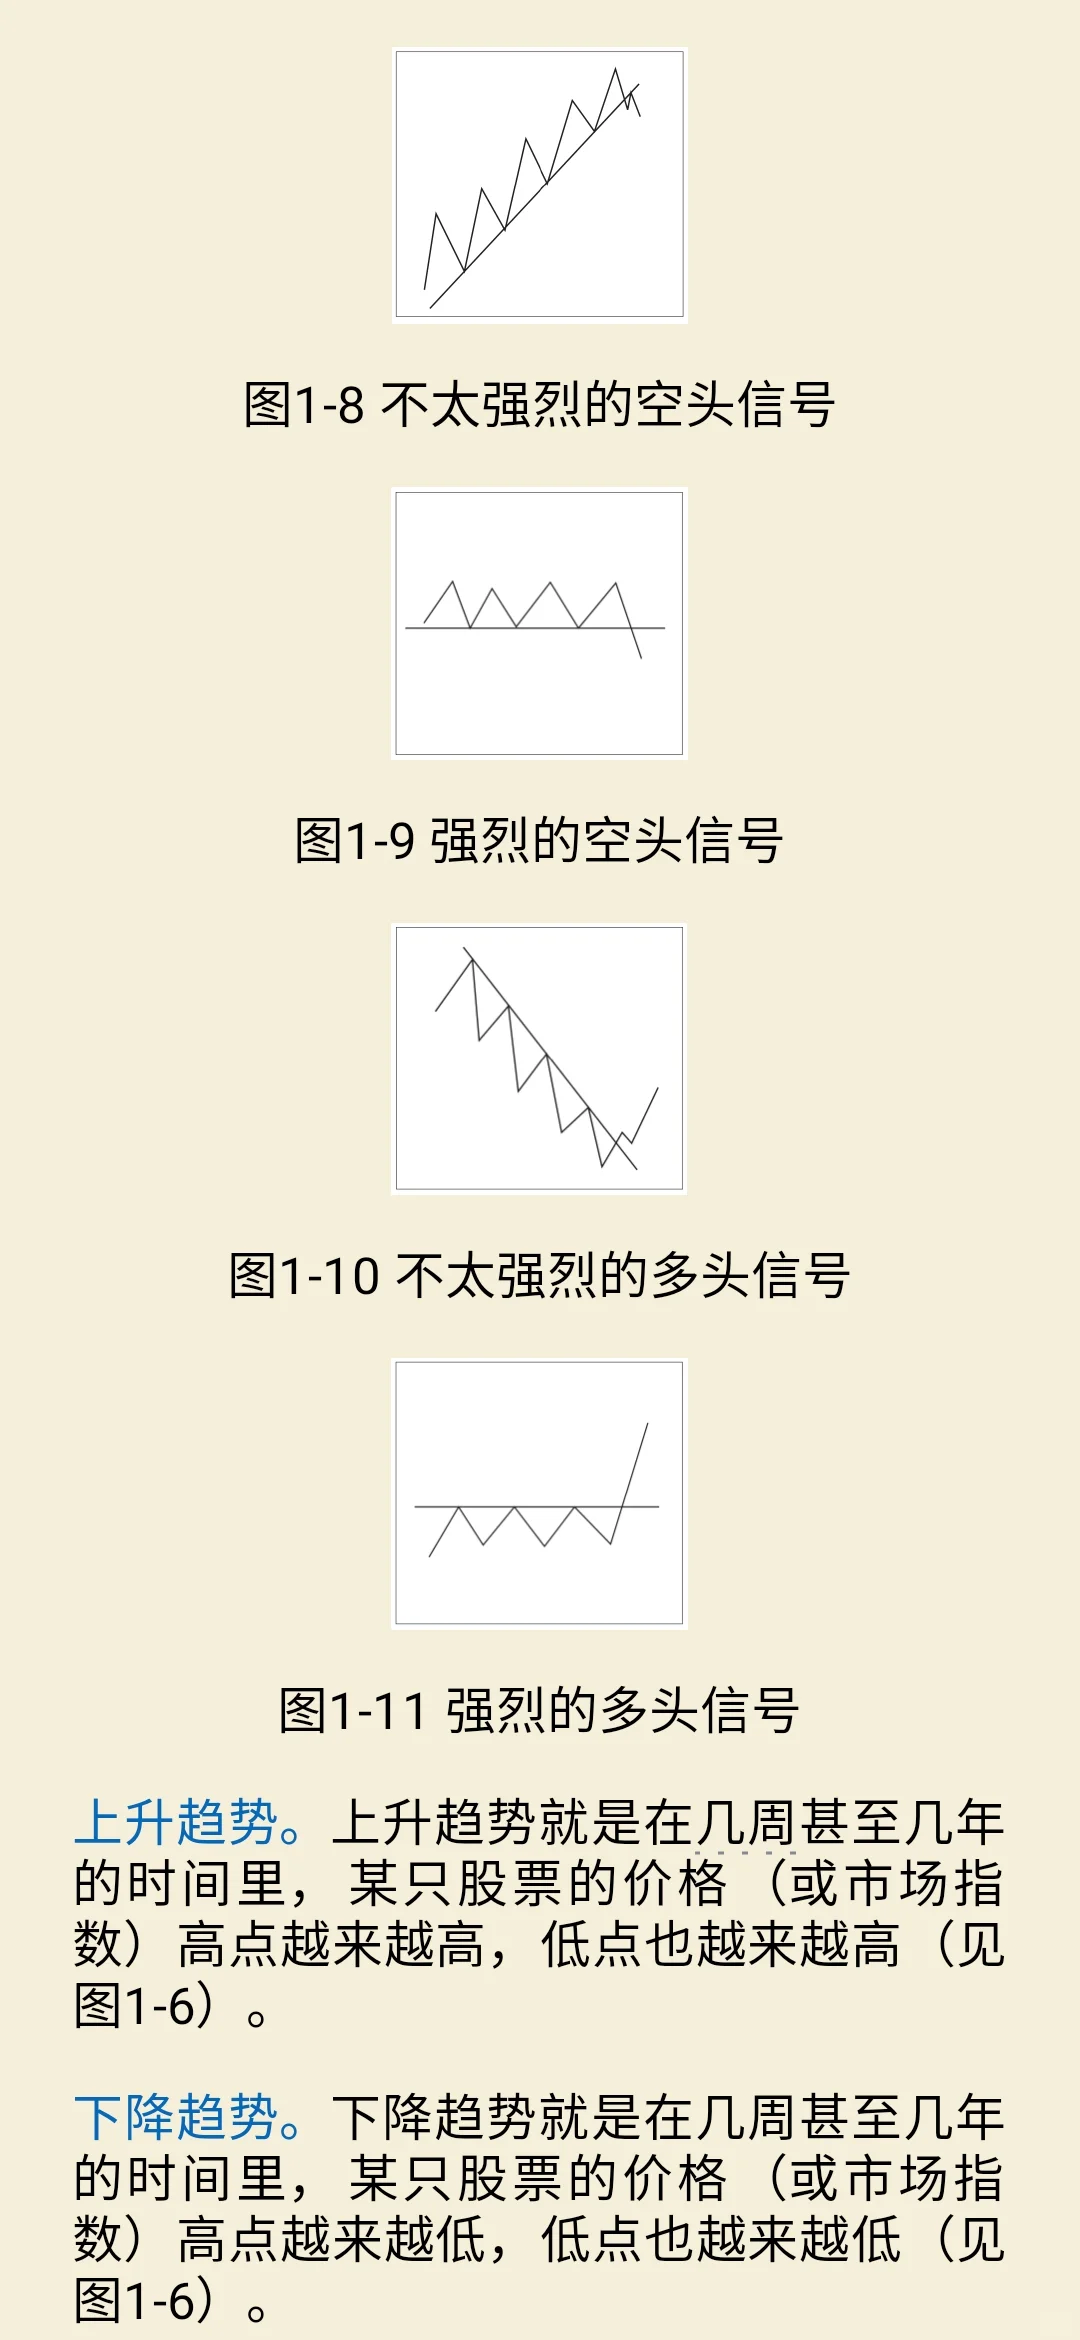 图1-8 不太强烈的空头信号
图1-9 强烈的空头信号
图1-10 不太强烈的多头信号
图1-11 强烈的多头信号
上升趋势。上升趋势就是在几周甚至几年
的时间里，某只股票的价格（或市场指
数）高点越来越高，低点也越来越高（见
图1-6）。
下降趋势。下降趋势就是在几周甚至几年
的时间里，某只股票的价格（或市场指
数）高点越来越低，低点也越来越低（见
图1-6）。